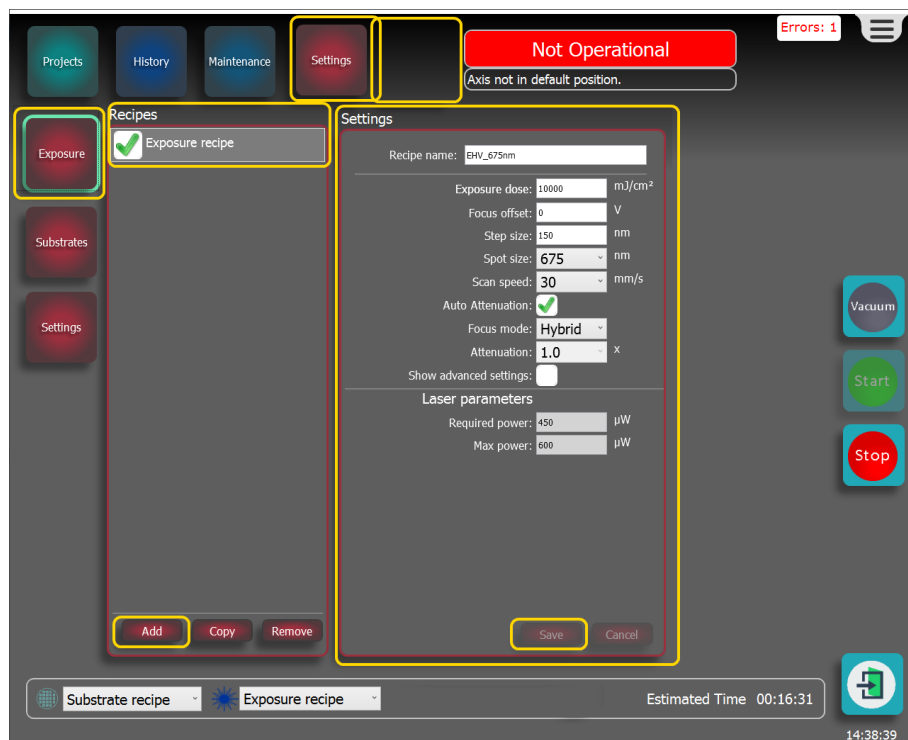 Errors: 1
Projects
History
Maintenance
Settings
Not Operational
Axis not in default position.
Exposure
Substrates
Settings
Recipes
Exposure recipe
Add
Copy
Remove
Settings
Recipe name: EHV_675nm
Exposure dose: 10000 mJ/cm²
Focus offset: 0 V
Step size: 150 nm
Spot size: 675 nm
Scan speed: 30 mm/s
Auto Attenuation:
Focus mode: Hybrid
Attenuation: 1.0 x
Show advanced settings:
Laser parameters
Required power: 450 μW
Max power: 600 μW
Save
Cancel
Vacuum
Start
Stop
Substrate recipe
Exposure recipe
Estimated Time 00:16:31
14:38:39